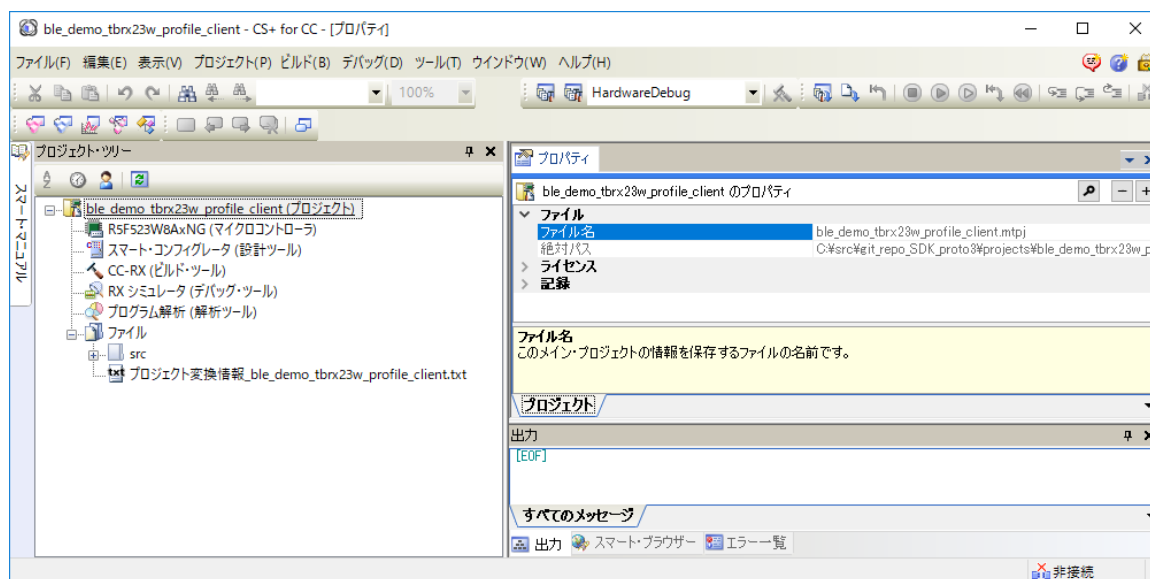 ble_demo_tbrx23w_profile_client - CS+ for CC - [プロパティ]
ファイル(F) 編集(E) 表示(V) プロジェクト(P) ビルド(B) デバッグ(D) ツール(T) ウインドウ(W) ヘルプ(H)
100%
HardwareDebug
スマート・マニュアル
プロジェクト・ツリー
ble_demo_tbrx23w_profile_client (プロジェクト)
R5F523W8AxNG (マイクロコントローラ)
スマート・コンフィグレータ (設計ツール)
CC-RX (ビルド・ツール)
RX シミュレータ (デバッグ・ツール)
プログラム解析 (解析ツール)
ファイル
src
txt プロジェクト変換情報_ble_demo_tbrx23w_profile_client.txt
プロパティ
ble_demo_tbrx23w_profile_client のプロパティ
ファイル
ファイル名 ble_demo_tbrx23w_profile_client.mtpj
絶対パス C:¥src¥git_repo_SDK_proto3¥projects¥ble_demo_tbrx23w_p
ライセンス
記録
ファイル名
このメイン・プロジェクトの情報を保存するファイルの名前です。
プロジェクト
出力
[EOF]
すべてのメッセージ
出力 スマート・ブラウザー エラー一覧
非接続